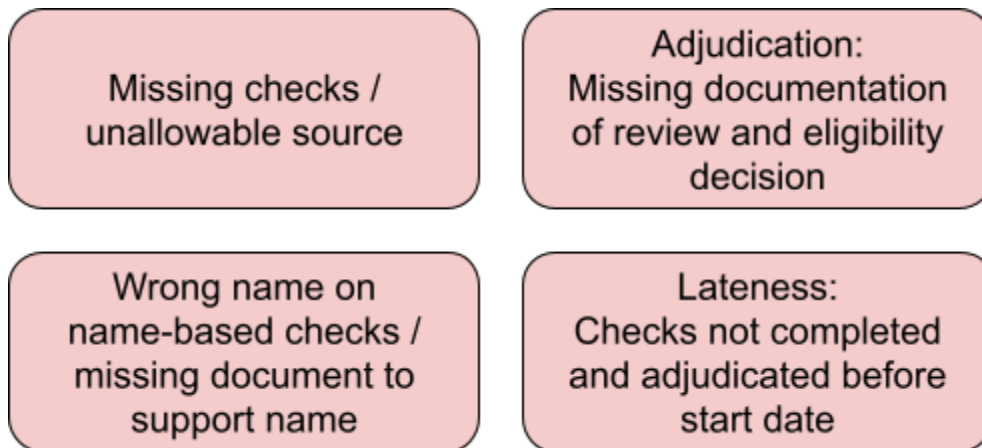 Missing checks /
unallowable source
Adjudication:
Missing documentation
of review and eligibility
decision
Wrong name on
name-based checks /
missing document to
support name
Lateness:
Checks not completed
and adjudicated before
start date